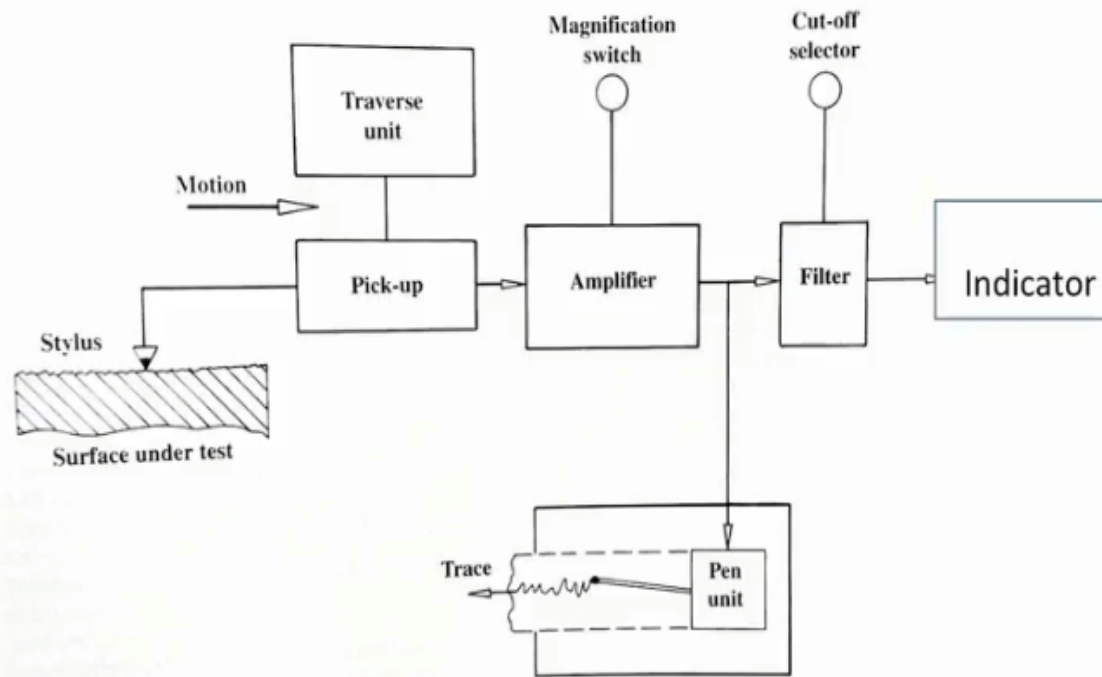 Magnification
switch
Cut-off
selector
Traverse
unit
Motion
Pick-up
Amplifier
Filter
Indicator
Stylus
Surface under test
Trace
Pen
unit